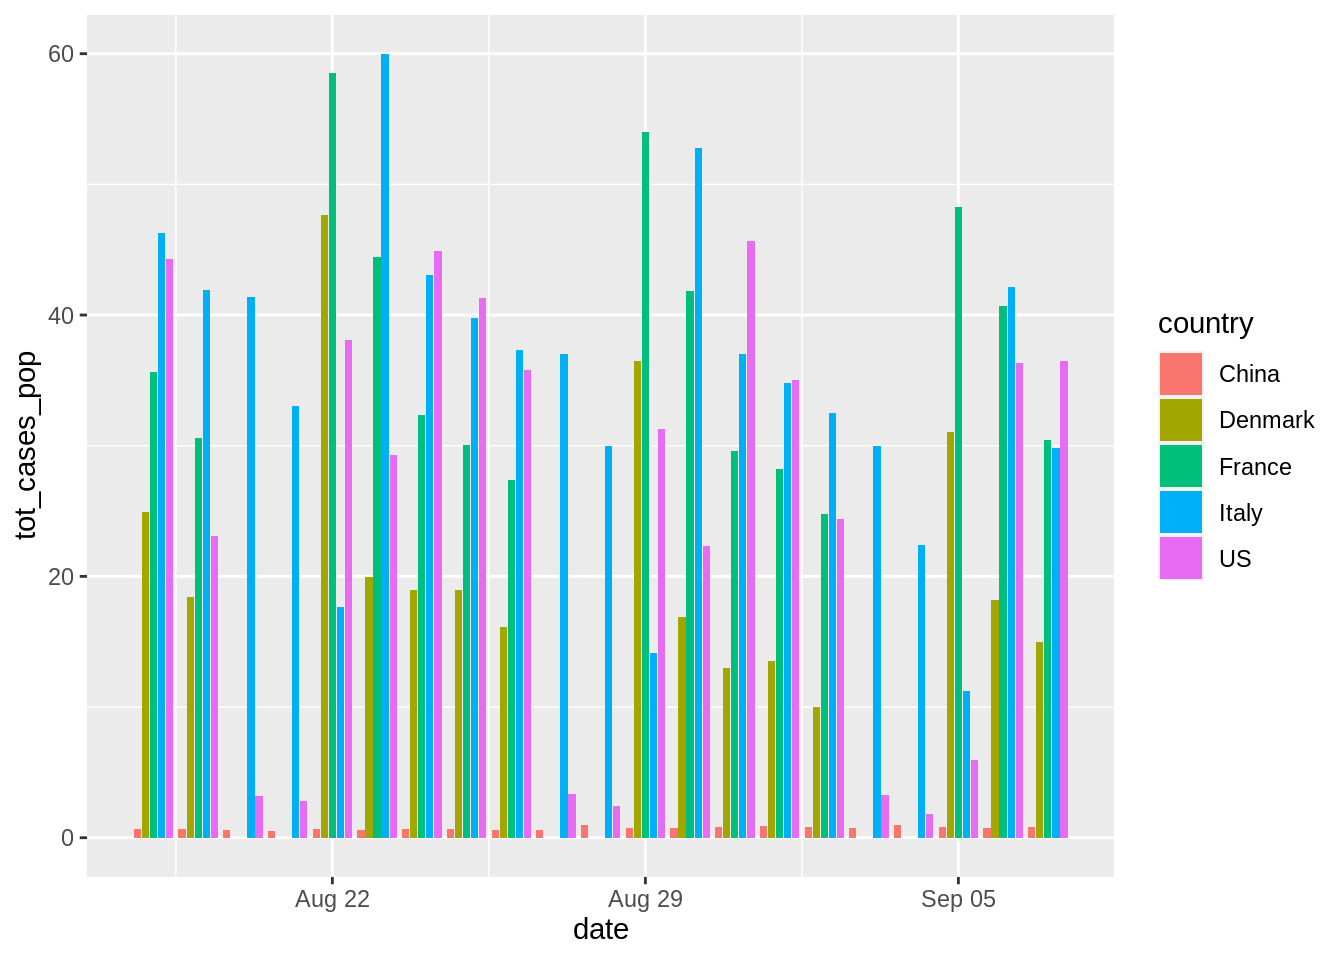 60
40
20
0
tot_cases_pop
Aug 22
Aug 29
Sep 05
date
country
China
Denmark
France
Italy
US